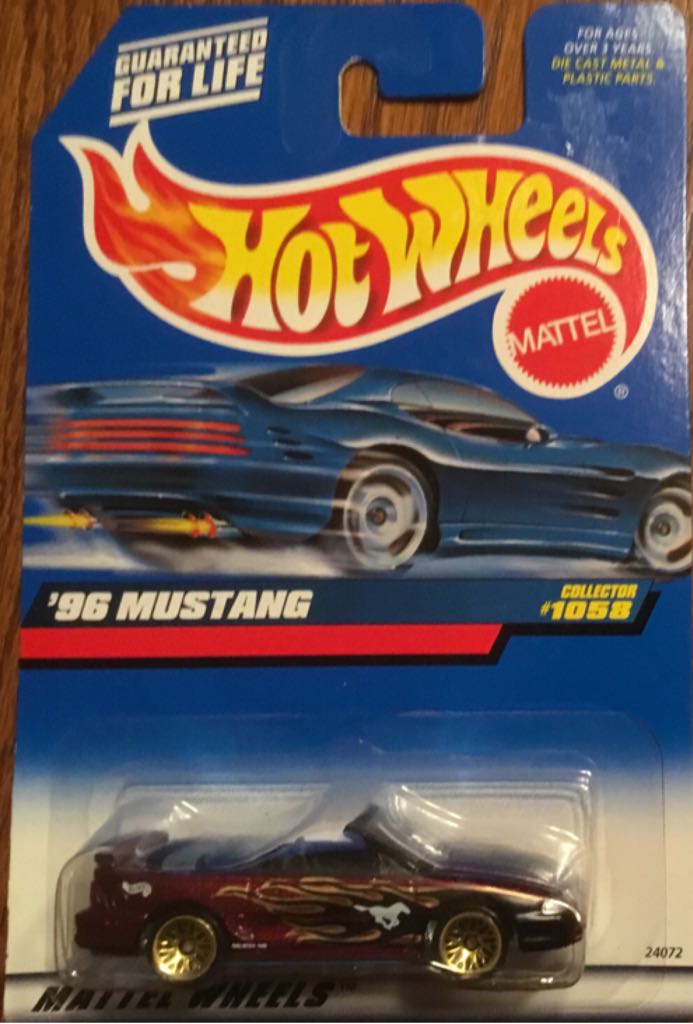 GUARANTEED
FOR LIFE
FOR AGES
OVER 3 YEARS
DIE CAST METAL &
PLASTIC PARTS.
HOT WHEELS
MATTEL
®
'96 MUSTANG
COLLECTOR
#1058
24072
MATTEL WHEELS™